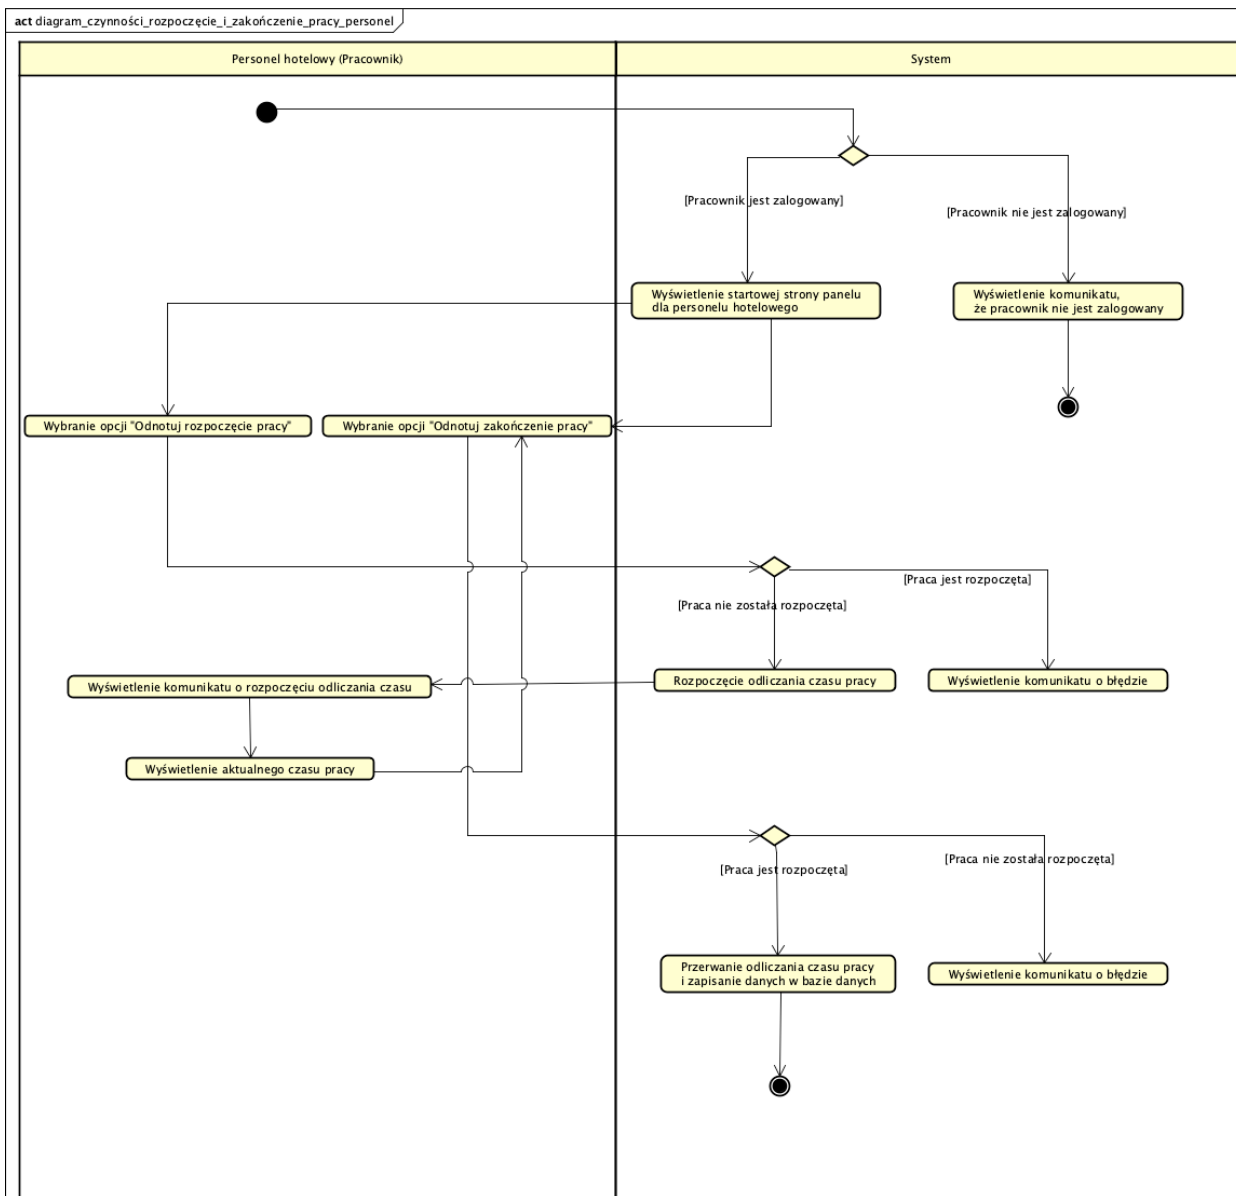 act diagram_czynności_rozpoczęcie_i_zakończenie_pracy_personel
Personel hotelowy (Pracownik)
System
[Pracownik jest zalogowany]
[Pracownik nie jest zalogowany]
Wyświetlenie startowej strony panelu
dla personelu hotelowego
Wyświetlenie komunikatu,
że pracownik nie jest zalogowany
Wybranie opcji "Odnotuj rozpoczęcie pracy"
Wybranie opcji "Odnotuj zakończenie pracy"
[Praca jest rozpoczęta]
[Praca nie została rozpoczęta]
Wyświetlenie komunikatu o rozpoczęciu odliczania czasu
Rozpoczęcie odliczania czasu pracy
Wyświetlenie komunikatu o błędzie
Wyświetlenie aktualnego czasu pracy
[Praca jest rozpoczęta]
[Praca nie została rozpoczęta]
Przerwanie odliczania czasu pracy
i zapisanie danych w bazie danych
Wyświetlenie komunikatu o błędzie